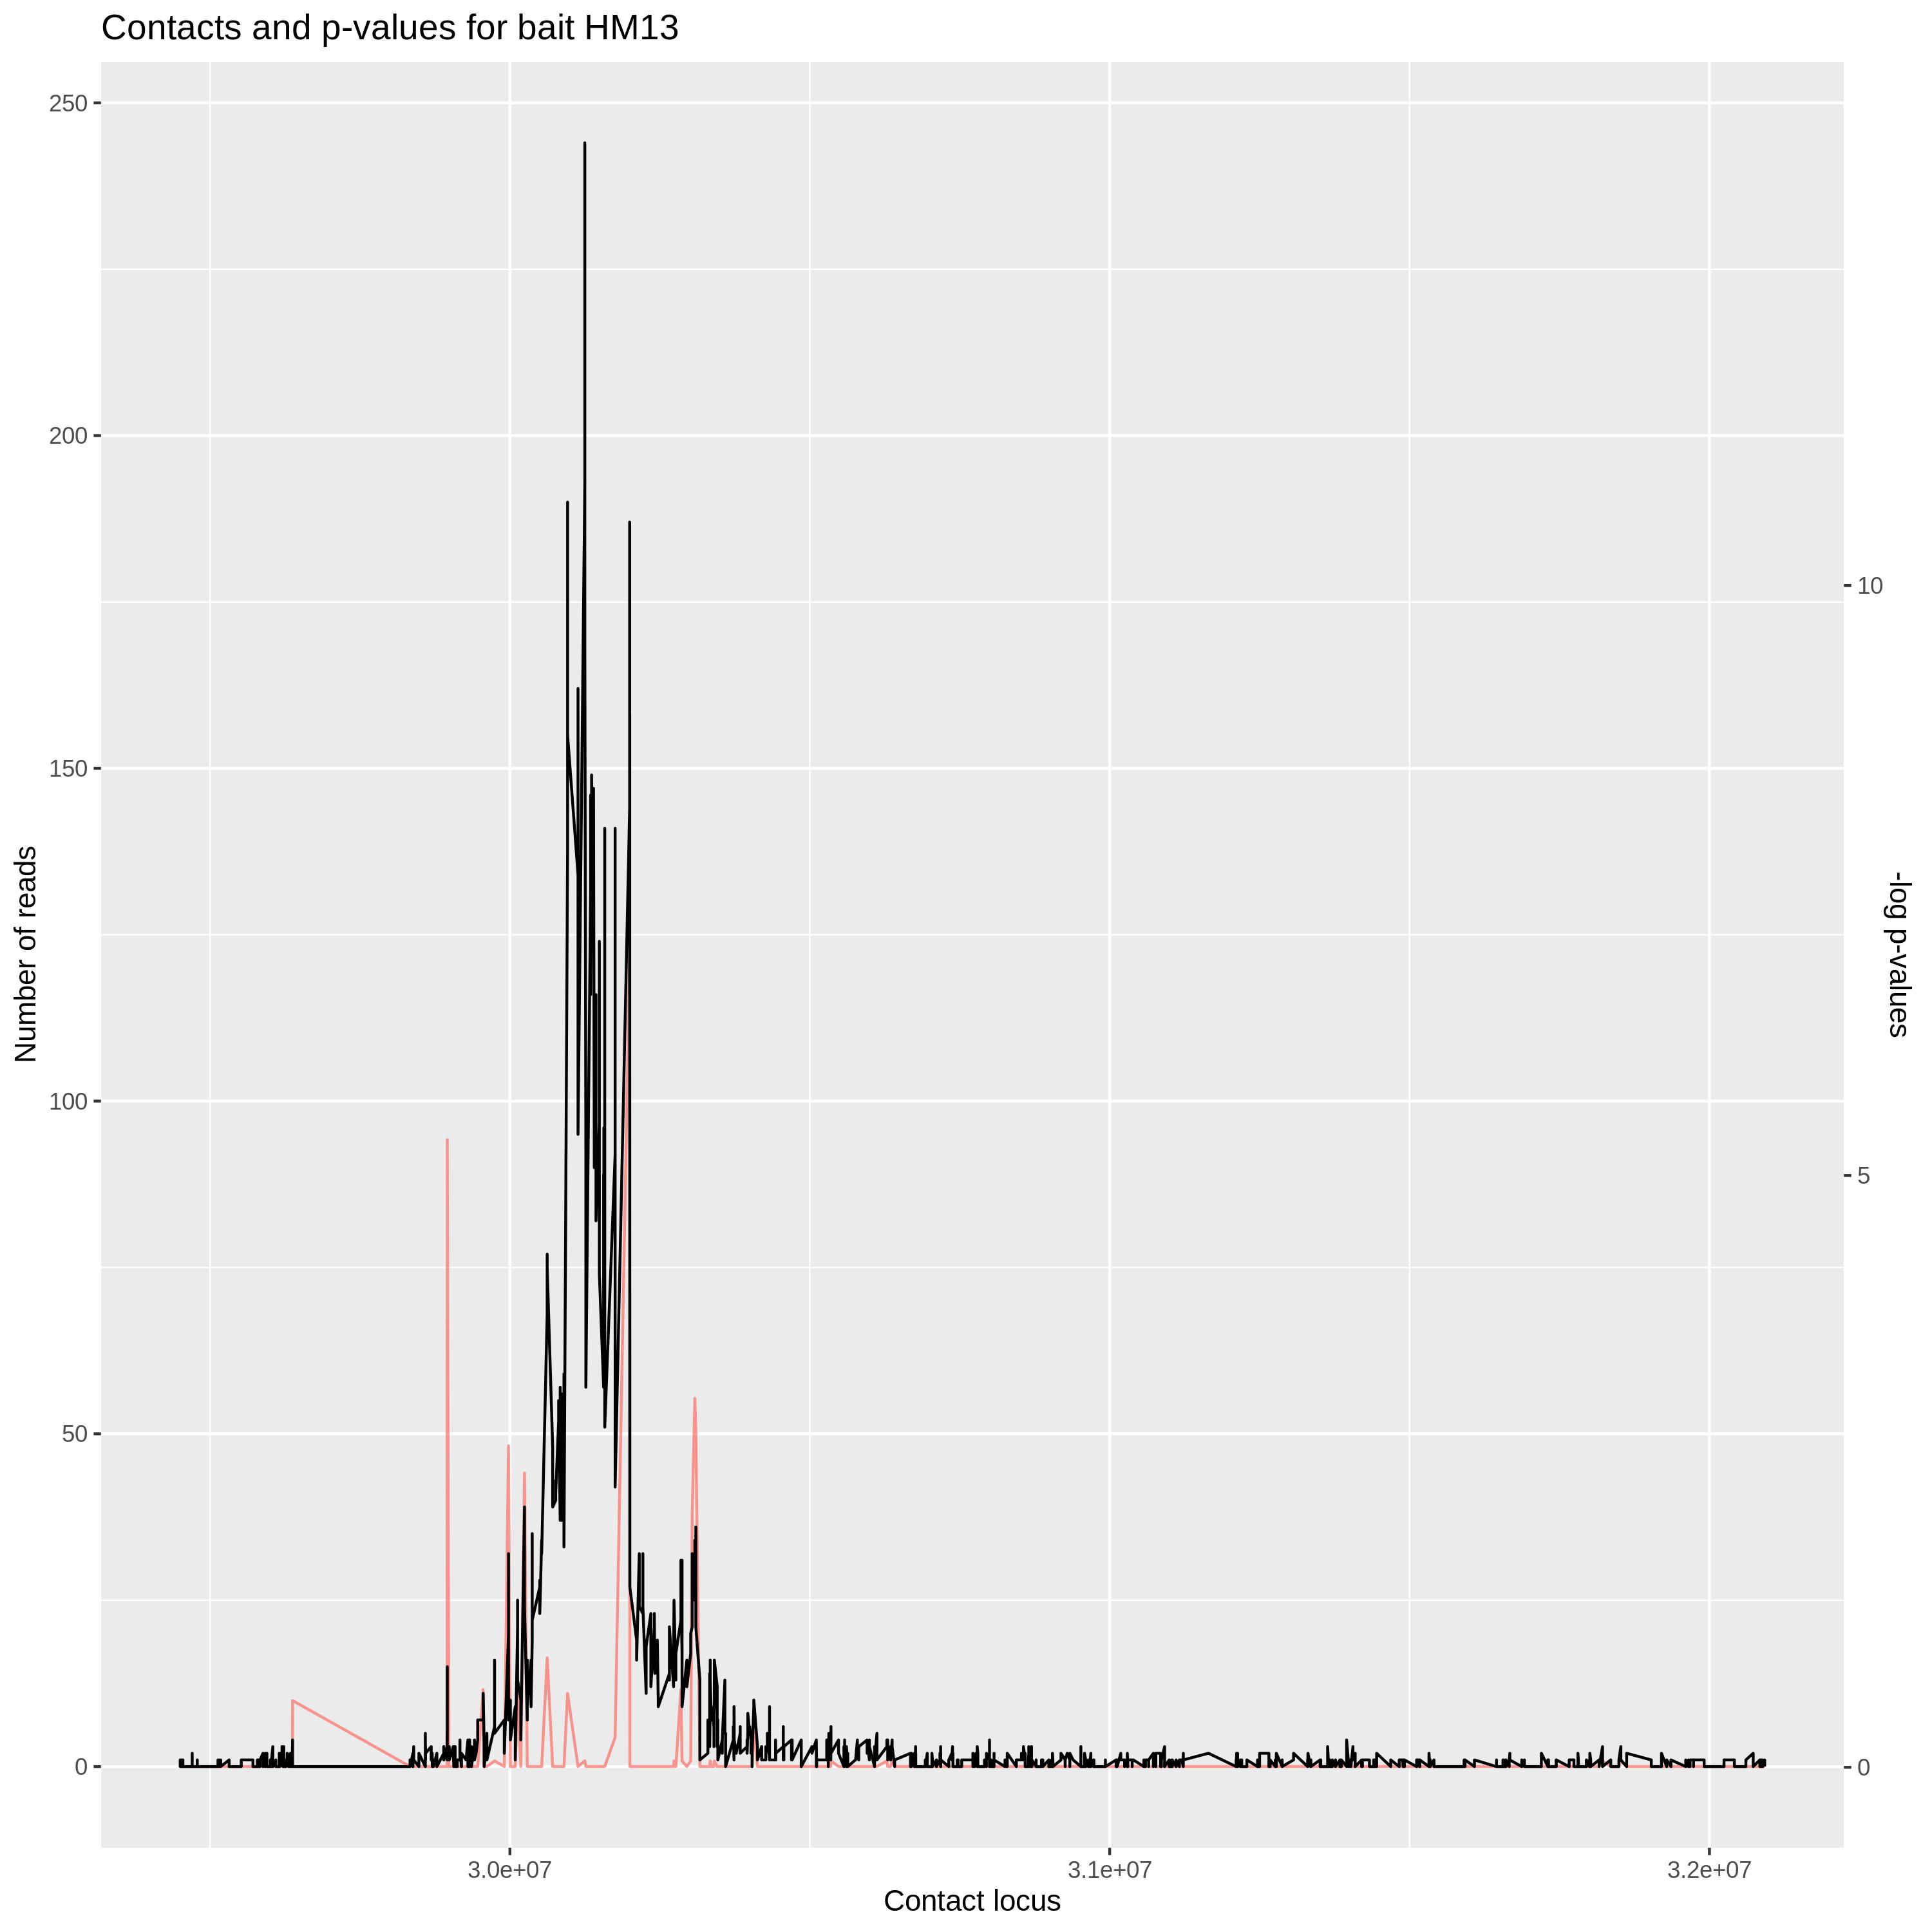 Contacts and p-values for bait HM13
250
200
150
100
50
0
10
5
0
Number of reads
-log p-values
3.0e+07
3.1e+07
3.2e+07
Contact locus